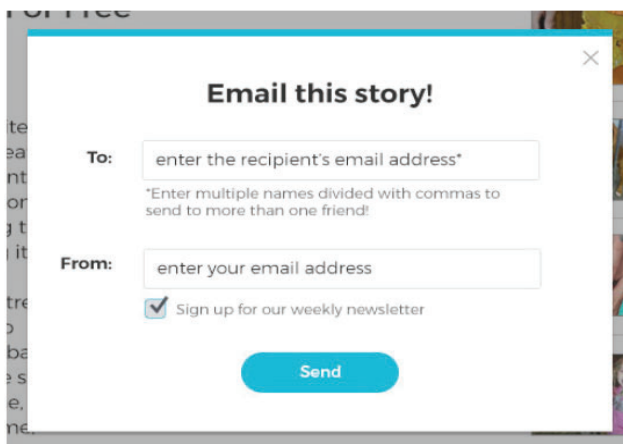 Free
Email this story!
To:
enter the recipient's email address*
*Enter multiple names divided with commas to
send to more than one friend!
From:
enter your email address
Sign up for our weekly newsletter
Send